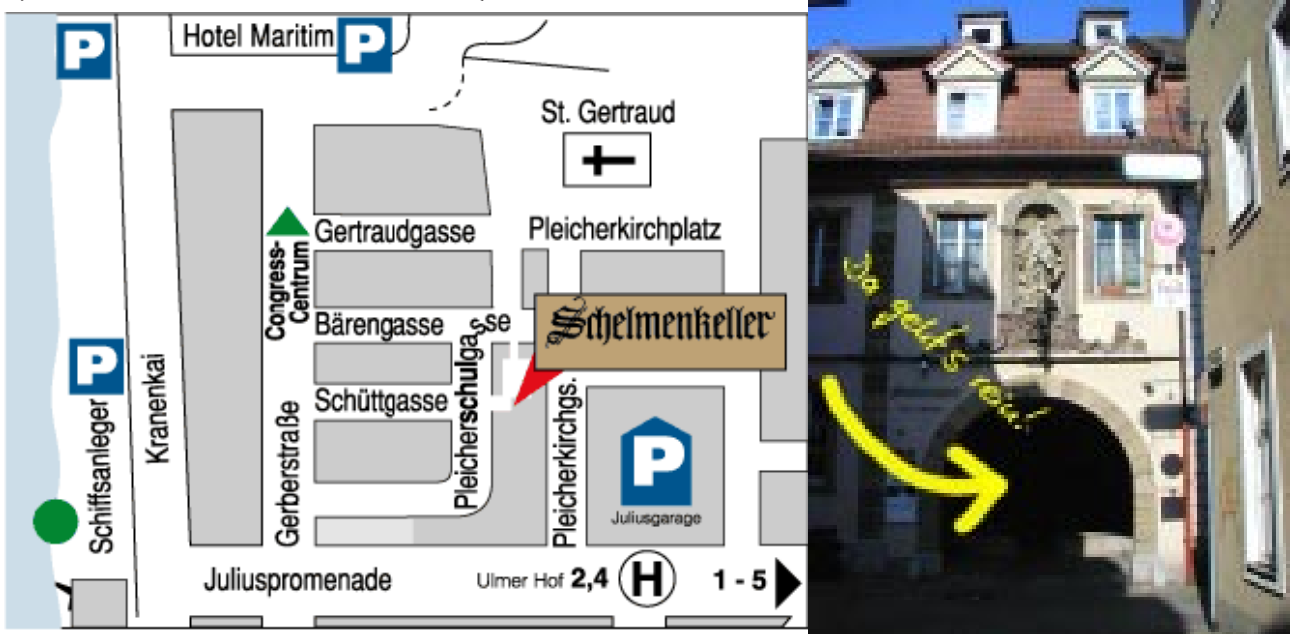 P
Hotel Maritim P
St. Gertraud
Gertraudgasse
Pleicherkirchplatz
Congress-
Centrum
Bärengasse
Schelmenkeller
P
Schüttgasse
Pleicherschulgasse
Kranenkai
Schiffsanleger
Gerberstraße
Pleicherkirchgs.
P
Juliusgarage
Juliuspromenade
Ulmer Hof 2,4 H 1 - 5
Da geht's rein!